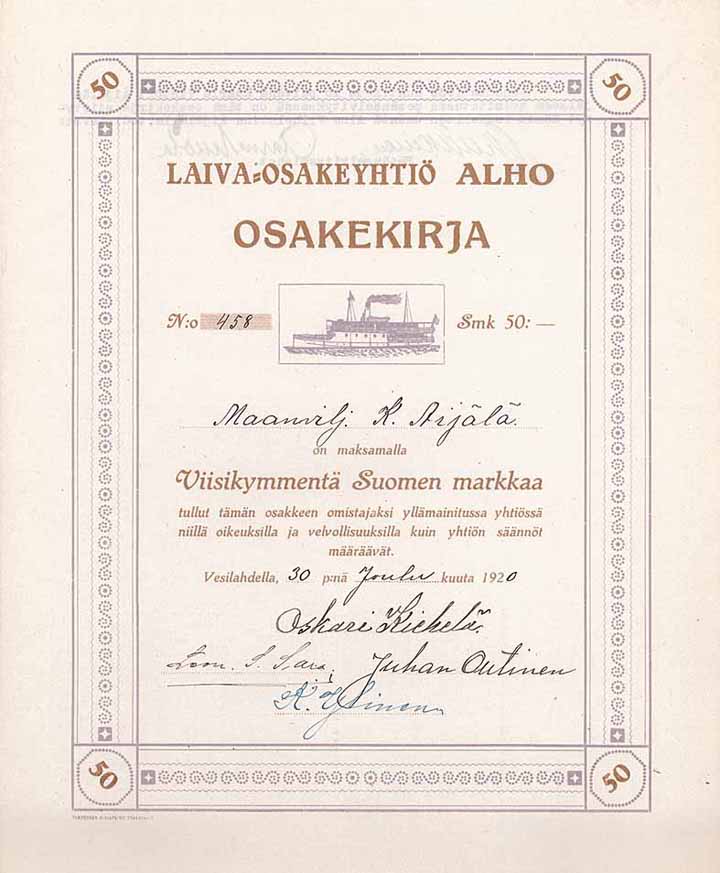 50 50
LAIVA=OSAKEYHTIÖ ALHO
OSAKEKIRJA
N:o 458 Smk 50: —
Maanvilj. K. Aijälä.
on maksamalla
Viisikymmentä Suomen markkaa
tullut tämän osakkeen omistajaksi yllämainitussa yhtiössä
niillä oikeuksilla ja velvollisuuksilla kuin yhtiön säännöt
määräävät.
Vesilahdella, 30 p:nä Joulu kuuta 1920
Oskari
Juhan Outinen
K.
50 50